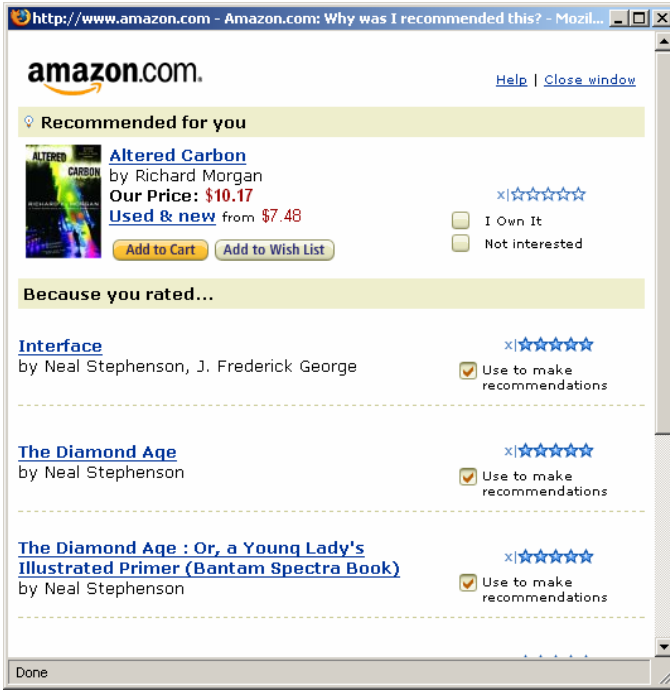 http://www.amazon.com - Amazon.com: Why was I recommended this? - Mozil...
amazon.com.
Help | Close window
Recommended for you
ALTERED
CARBON
RICHARD K. MORGAN
Altered Carbon
by Richard Morgan
Our Price: $10.17
Used & new from $7.48
Add to Cart Add to Wish List
x|
I Own It
Not interested
Because you rated...
Interface
by Neal Stephenson, J. Frederick George
x|
Use to make
recommendations
The Diamond Age
by Neal Stephenson
x|
Use to make
recommendations
The Diamond Age : Or, a Young Lady's
Illustrated Primer (Bantam Spectra Book)
by Neal Stephenson
x|
Use to make
recommendations
Done